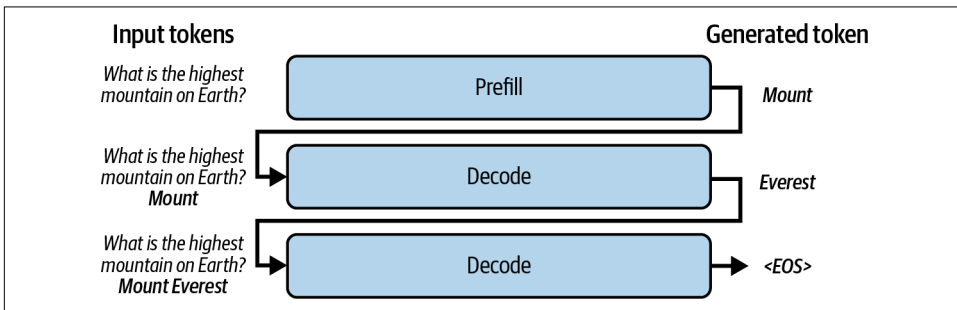 Input tokens
Generated token
What is the highest
mountain on Earth?
Prefill
Mount
What is the highest
mountain on Earth?
Mount
Decode
Everest
What is the highest
mountain on Earth?
Mount Everest
Decode
<EOS>